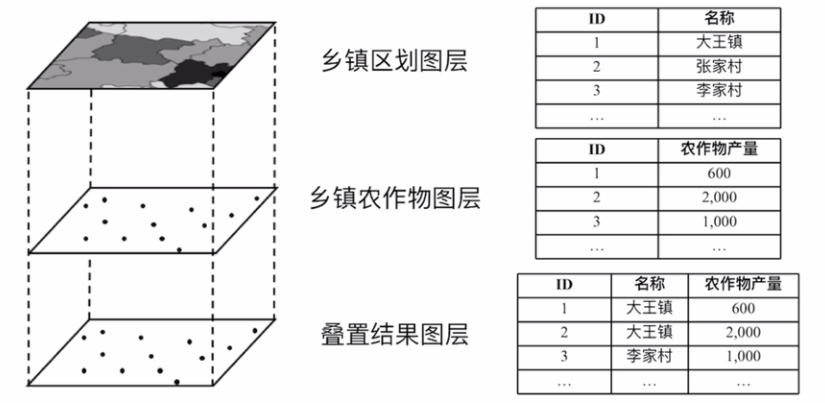 乡镇区划图层
ID 名称
1 大王镇
2 张家村
3 李家村
… …
乡镇农作物图层
ID 农作物产量
1 600
2 2,000
3 1,000
… …
叠置结果图层
ID 名称 农作物产量
1 大王镇 600
2 大王镇 2,000
3 李家村 1,000
… … …